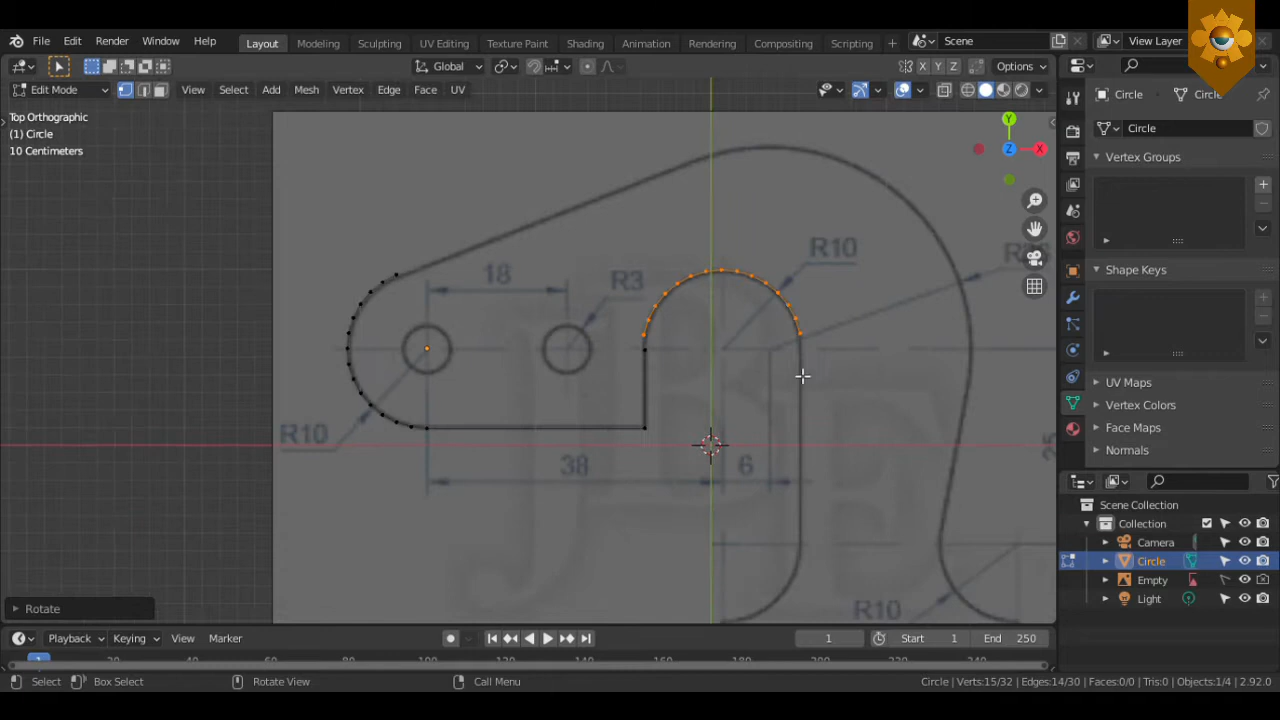 File Edit Render Window Help
Layout Modeling Sculpting UV Editing Texture Paint Shading Animation Rendering Compositing Scripting +
Scene
View Layer
Global
X Y Z
Options
Edit Mode
View Select Add Mesh Vertex Edge Face UV
Top Orthographic
(1) Circle
10 Centimeters
Y
Z
X
Circle
Circle
Circle
Vertex Groups
Shape Keys
UV Maps
Vertex Colors
Face Maps
Normals
R10
18
R3
R10
38
6
R10
25
Scene Collection
Collection
Camera
Circle
Empty
Light
Rotate
Playback Keying View Marker
1
Start 1
End 250
Select Box Select Rotate View Call Menu
Circle | Verts:15/32 | Edges:14/30 | Faces:0/0 | Tris:0 | Objects:1/4 | 2.92.0